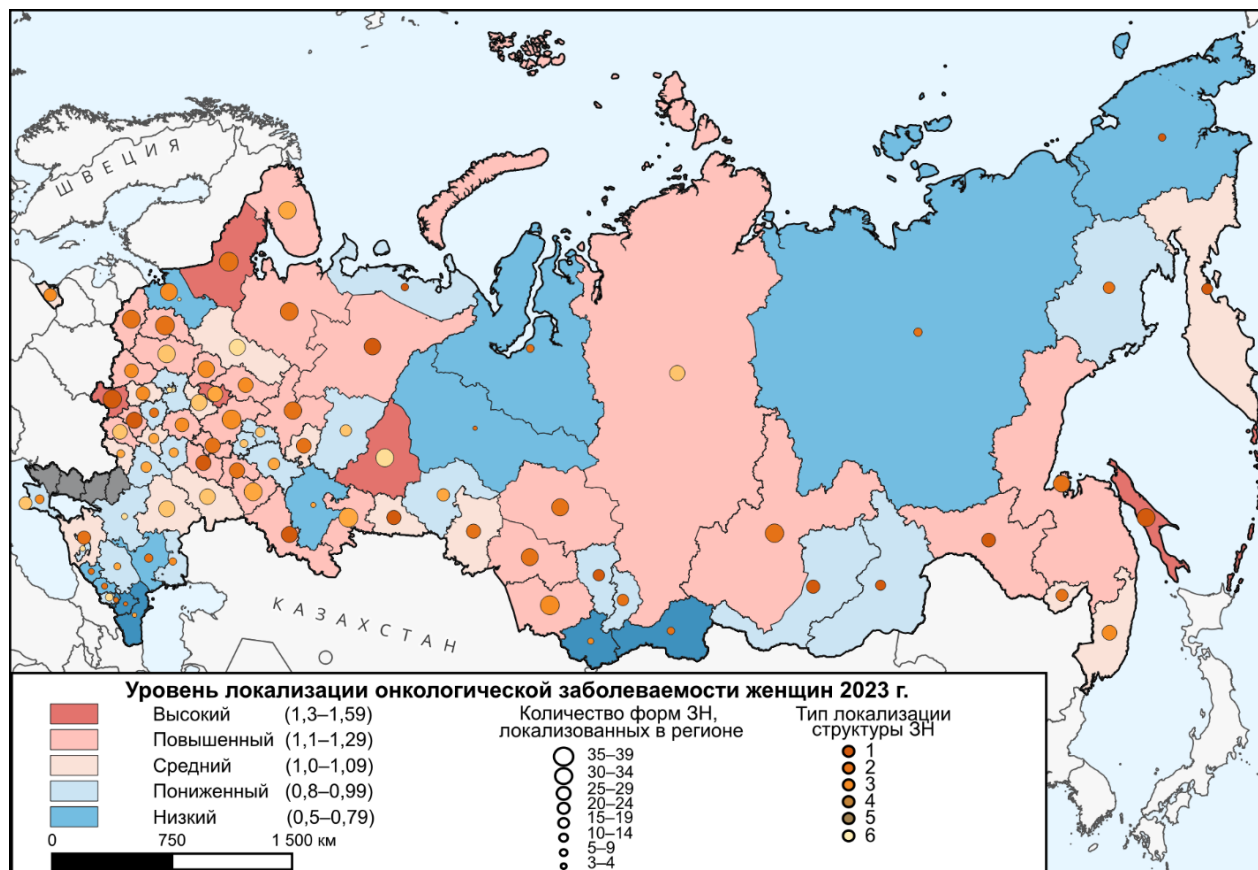 ШВЕЦИЯ
КАЗАХСТАН
Уровень локализации онкологической заболеваемости женщин 2023 г.
Высокий (1,3–1,59)
Повышенный (1,1–1,29)
Средний (1,0–1,09)
Пониженный (0,8–0,99)
Низкий (0,5–0,79)
0 750 1 500 км
Количество форм ЗН,
локализованных в регионе
35–39
30–34
25–29
20–24
15–19
10–14
5–9
3–4
Тип локализации
структуры ЗН
1
2
3
4
5
6